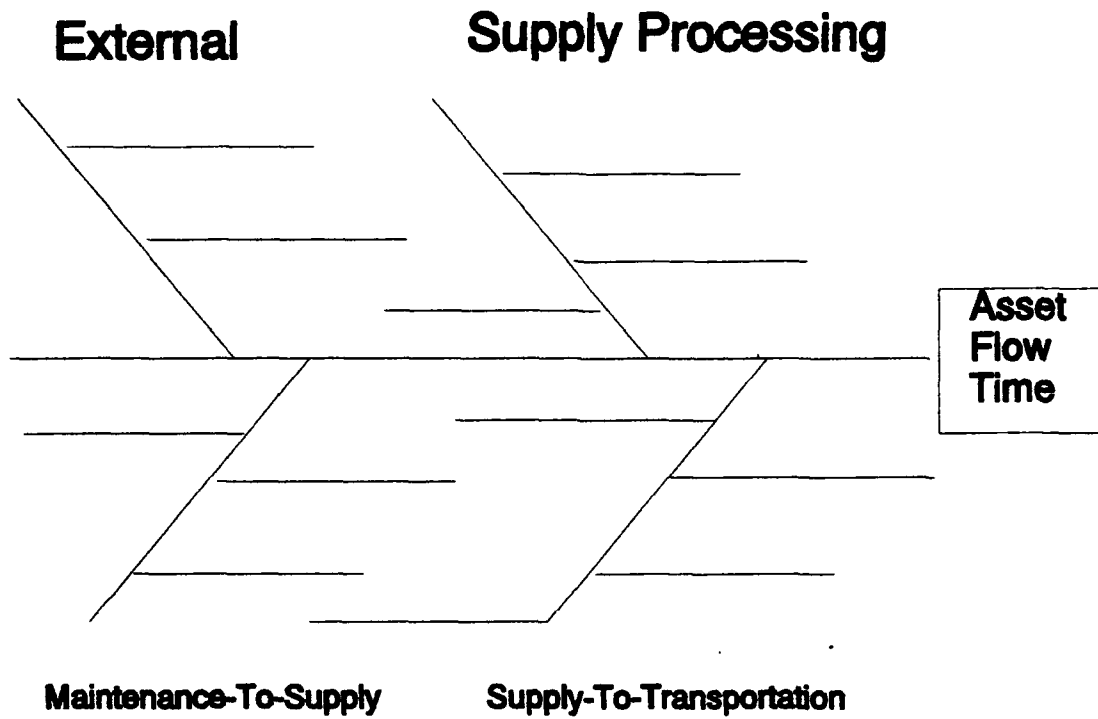 External
Supply Processing
Asset
Flow
Time
Maintenance-To-Supply
Supply-To-Transportation